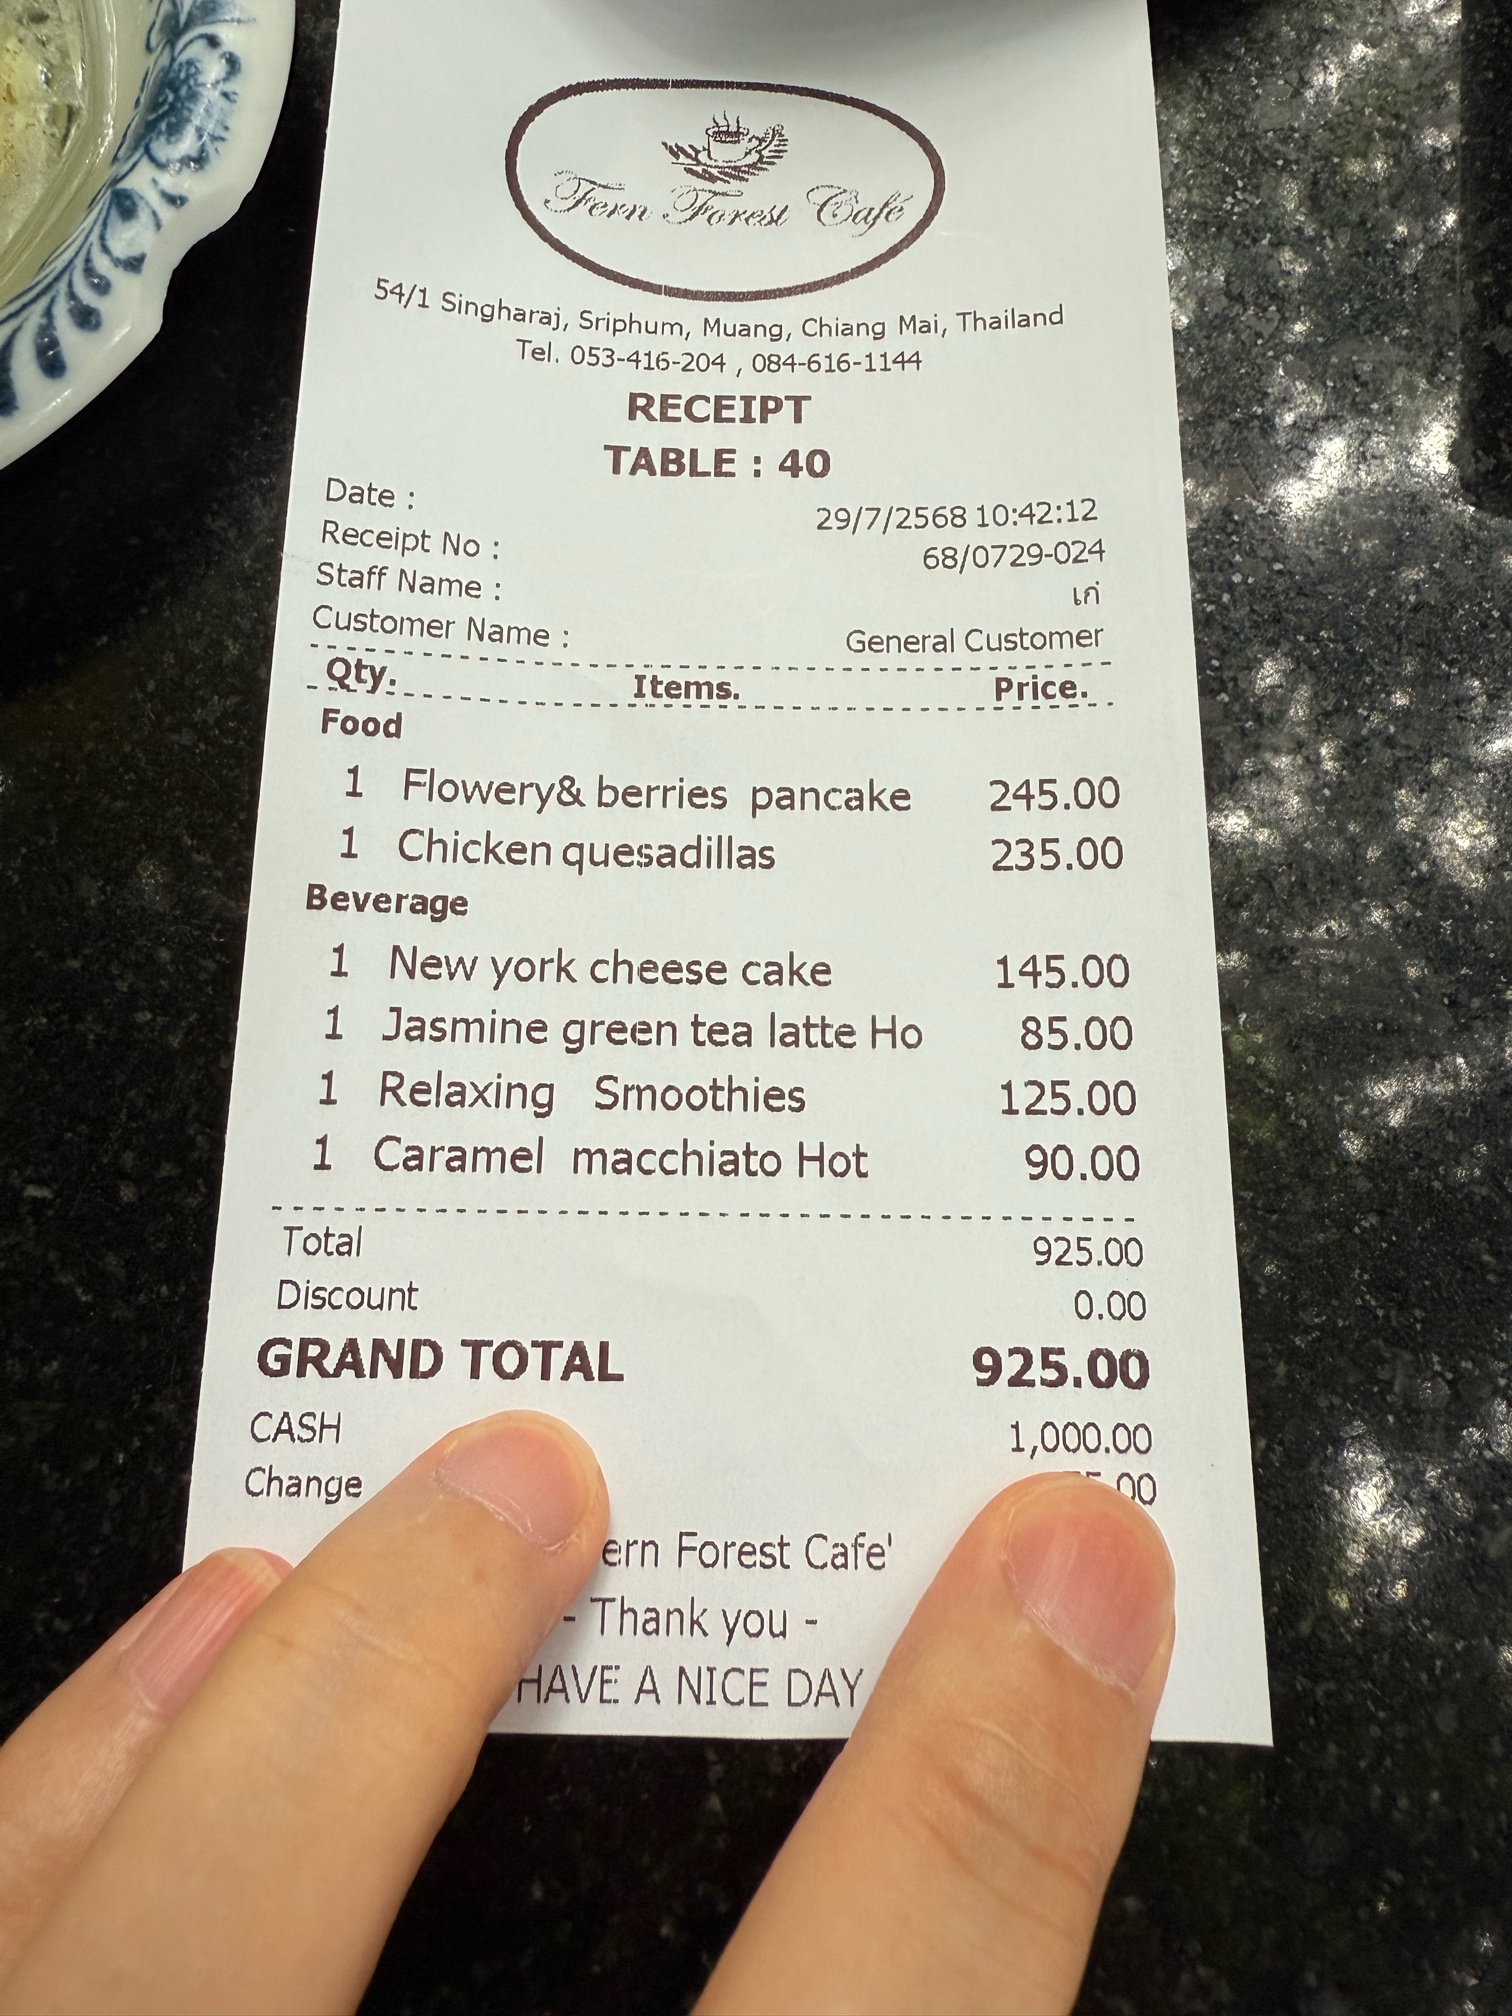 Fern Forest Café
54/1 Singharaj, Sriphum, Muang, Chiang Mai, Thailand
Tel. 053-416-204 , 084-616-1144
RECEIPT
TABLE : 40
Date : 29/7/2568 10:42:12
Receipt No : 68/0729-024
Staff Name : เก๋
Customer Name : General Customer
Qty. Items. Price.
Food
1 Flowery& berries pancake 245.00
1 Chicken quesadillas 235.00
Beverage
1 New york cheese cake 145.00
1 Jasmine green tea latte Ho 85.00
1 Relaxing Smoothies 125.00
1 Caramel macchiato Hot 90.00
Total 925.00
Discount 0.00
GRAND TOTAL 925.00
CASH 1,000.00
Change
Forest Cafe'
- Thank you -
HAVE A NICE DAY